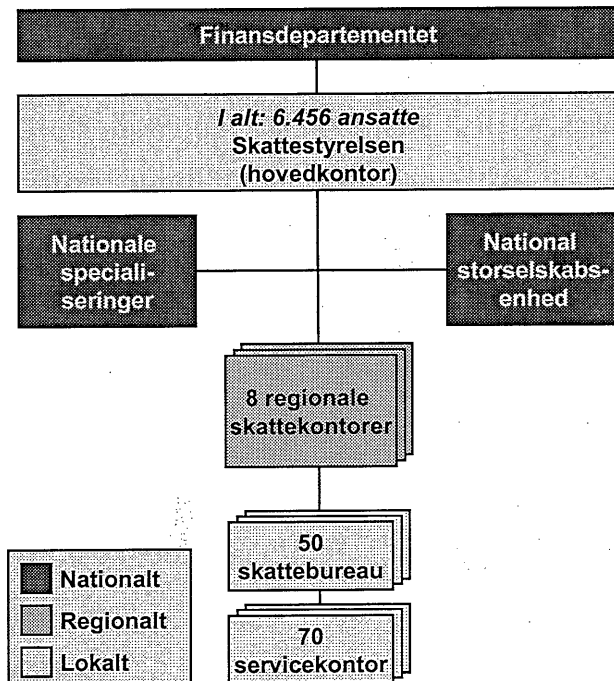 Finansdepartementet
I alt: 6.456 ansatte
Skattestyrelsen
(hovedkontor)
Nationale
speciali-
seringer
National
storselskabs-
enhed
8 regionale
skattekontorer
50
skattebureau
70
servicekontor
Nationalt
Regionalt
Lokalt